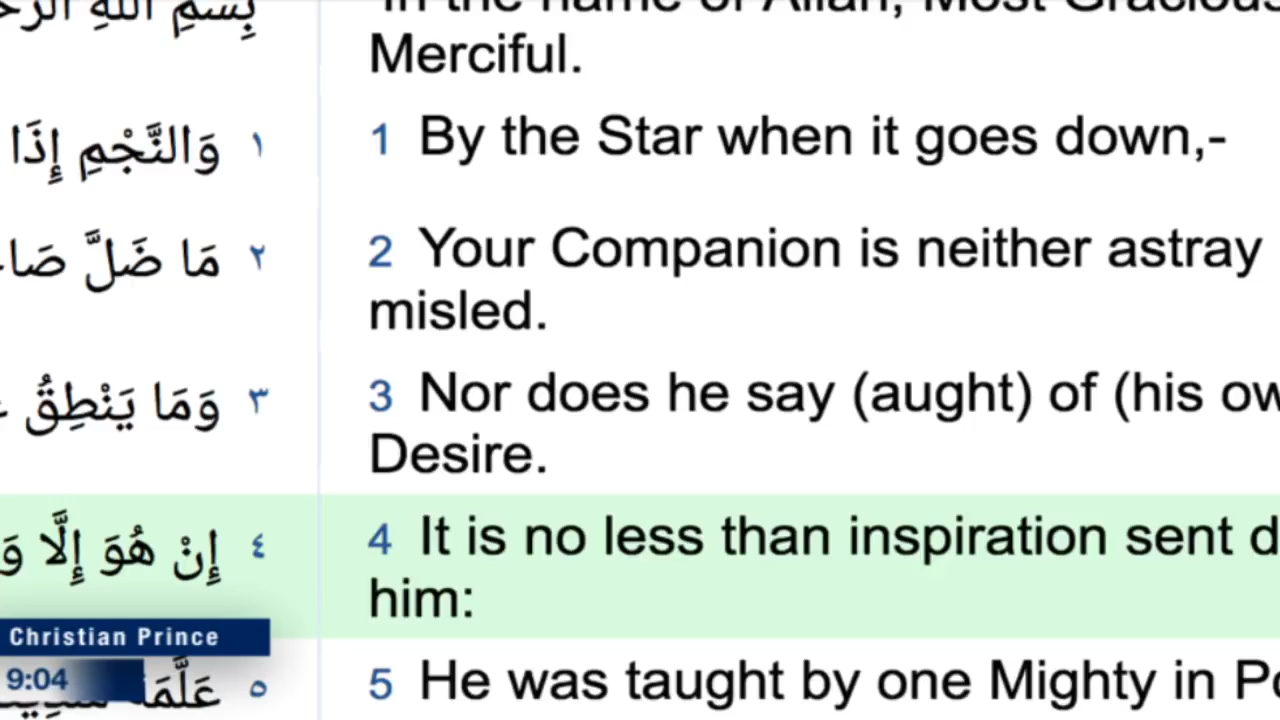 In the name of Allah, Most Gracious
Merciful.
١ وَالنَّجْمِ إِذَا
1 By the Star when it goes down,-
٢ مَا ضَلَّ
2 Your Companion is neither astray
misled.
٣ وَمَا يَنْطِقُ
3 Nor does he say (aught) of (his
Desire.
٤ إِنْ هُوَ إِلَّا
4 It is no less than inspiration sent
him:
Christian Prince
9:04
٥
5 He was taught by one Mighty in